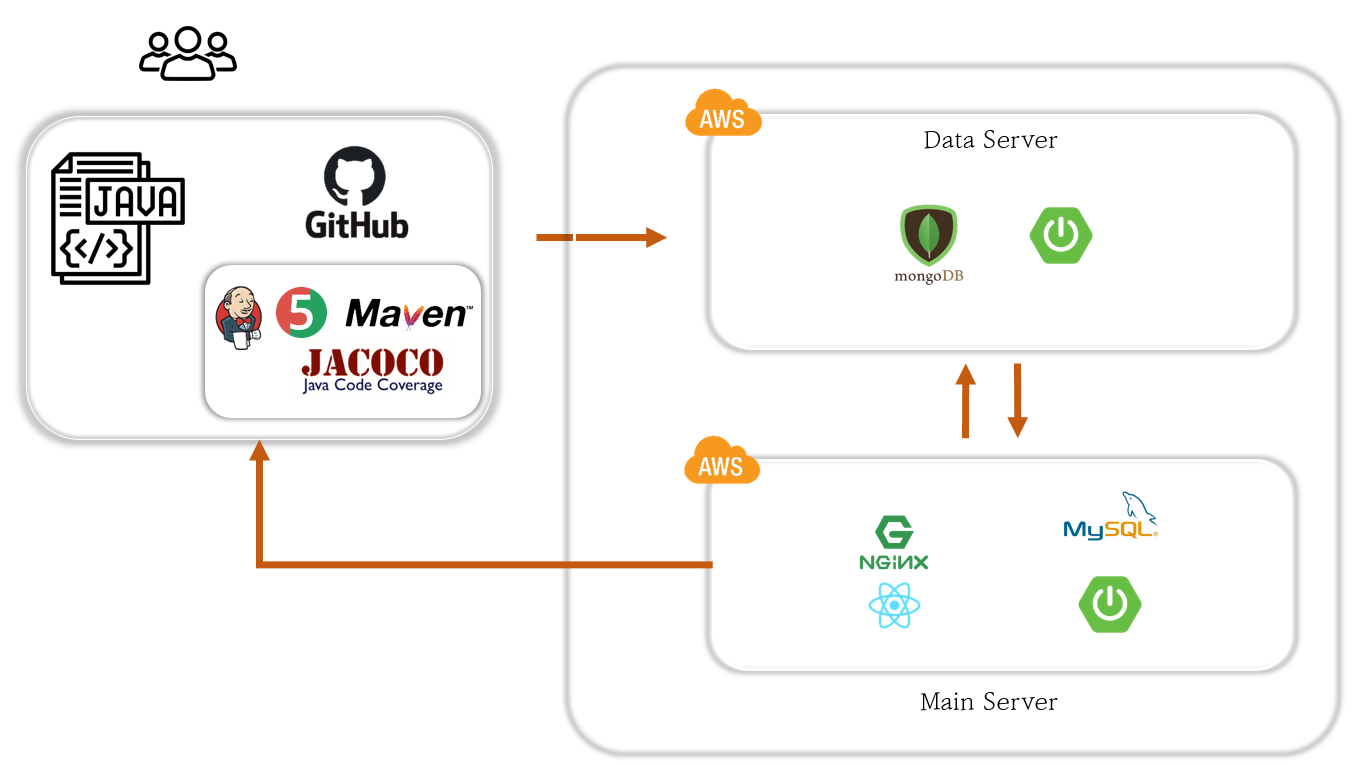 AWS
Data Server
JAVA
{</>}
GitHub
mongoDB
5
Maven™
JACOCO
Java Code Coverage
AWS
MySQL®
NGiNX
Main Server